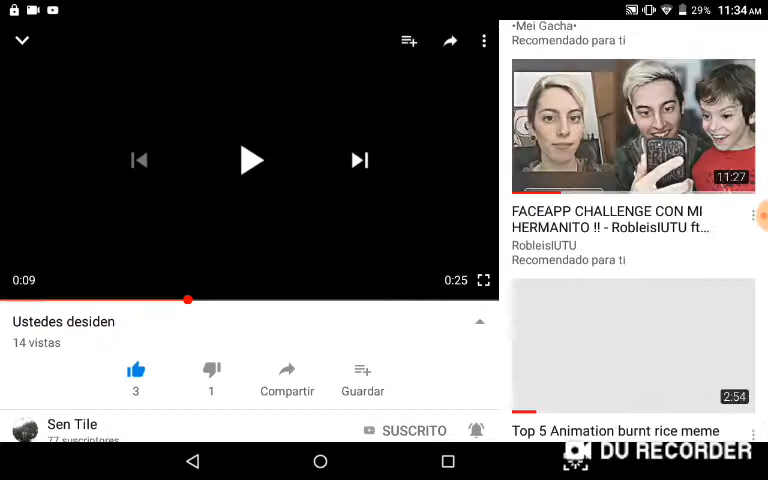 29% 11:34 AM
•Mei Gacha•
Recomendado para ti
11:27
FACEAPP CHALLENGE CON MI
HERMANITO !! - RobleisIUTU ft…
RobleisIUTU
Recomendado para ti
0:09
0:25
Ustedes desiden
14 vistas
3
1
Compartir
Guardar
Sen Tile
77 suscriptores
SUSCRITO
2:54
Top 5 Animation burnt rice meme
DU RECORDER